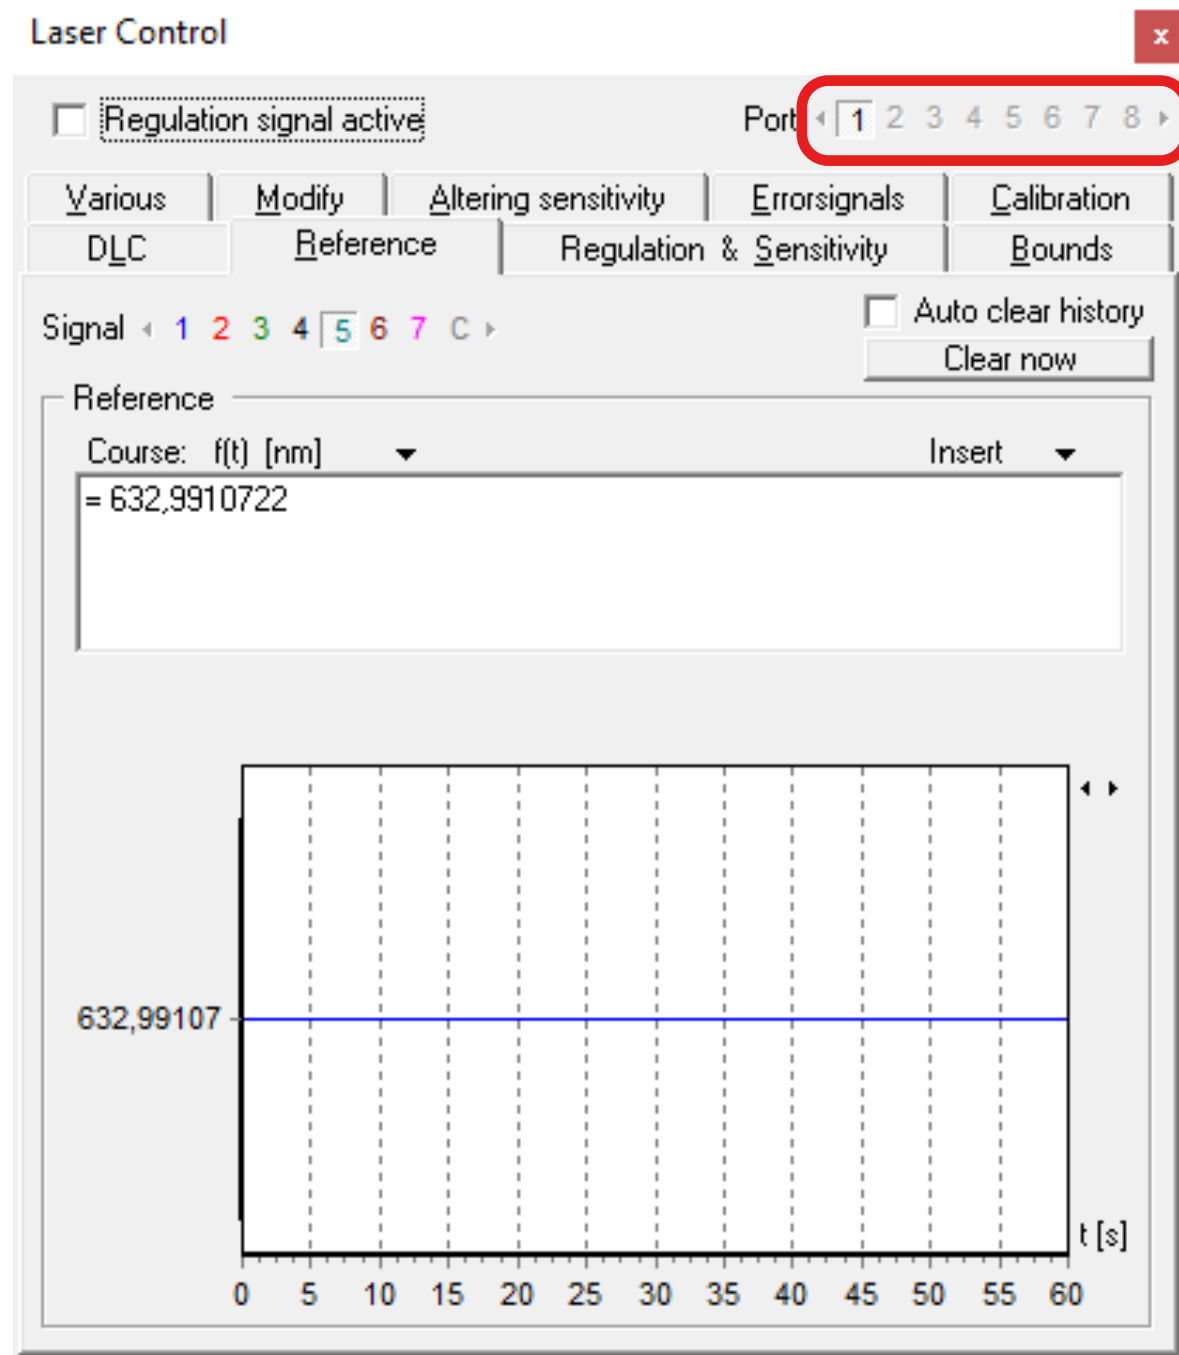 Laser Control
x
Regulation signal active Port 1 2 3 4 5 6 7 8
Various Modify Altering sensitivity Errorsignals Calibration
DLC Reference Regulation & Sensitivity Bounds
Signal 1 2 3 4 5 6 7 C
Auto clear history
Clear now
Reference
Course: f(t) [nm] Insert
= 632,9910722
632,99107
t [s]
0 5 10 15 20 25 30 35 40 45 50 55 60